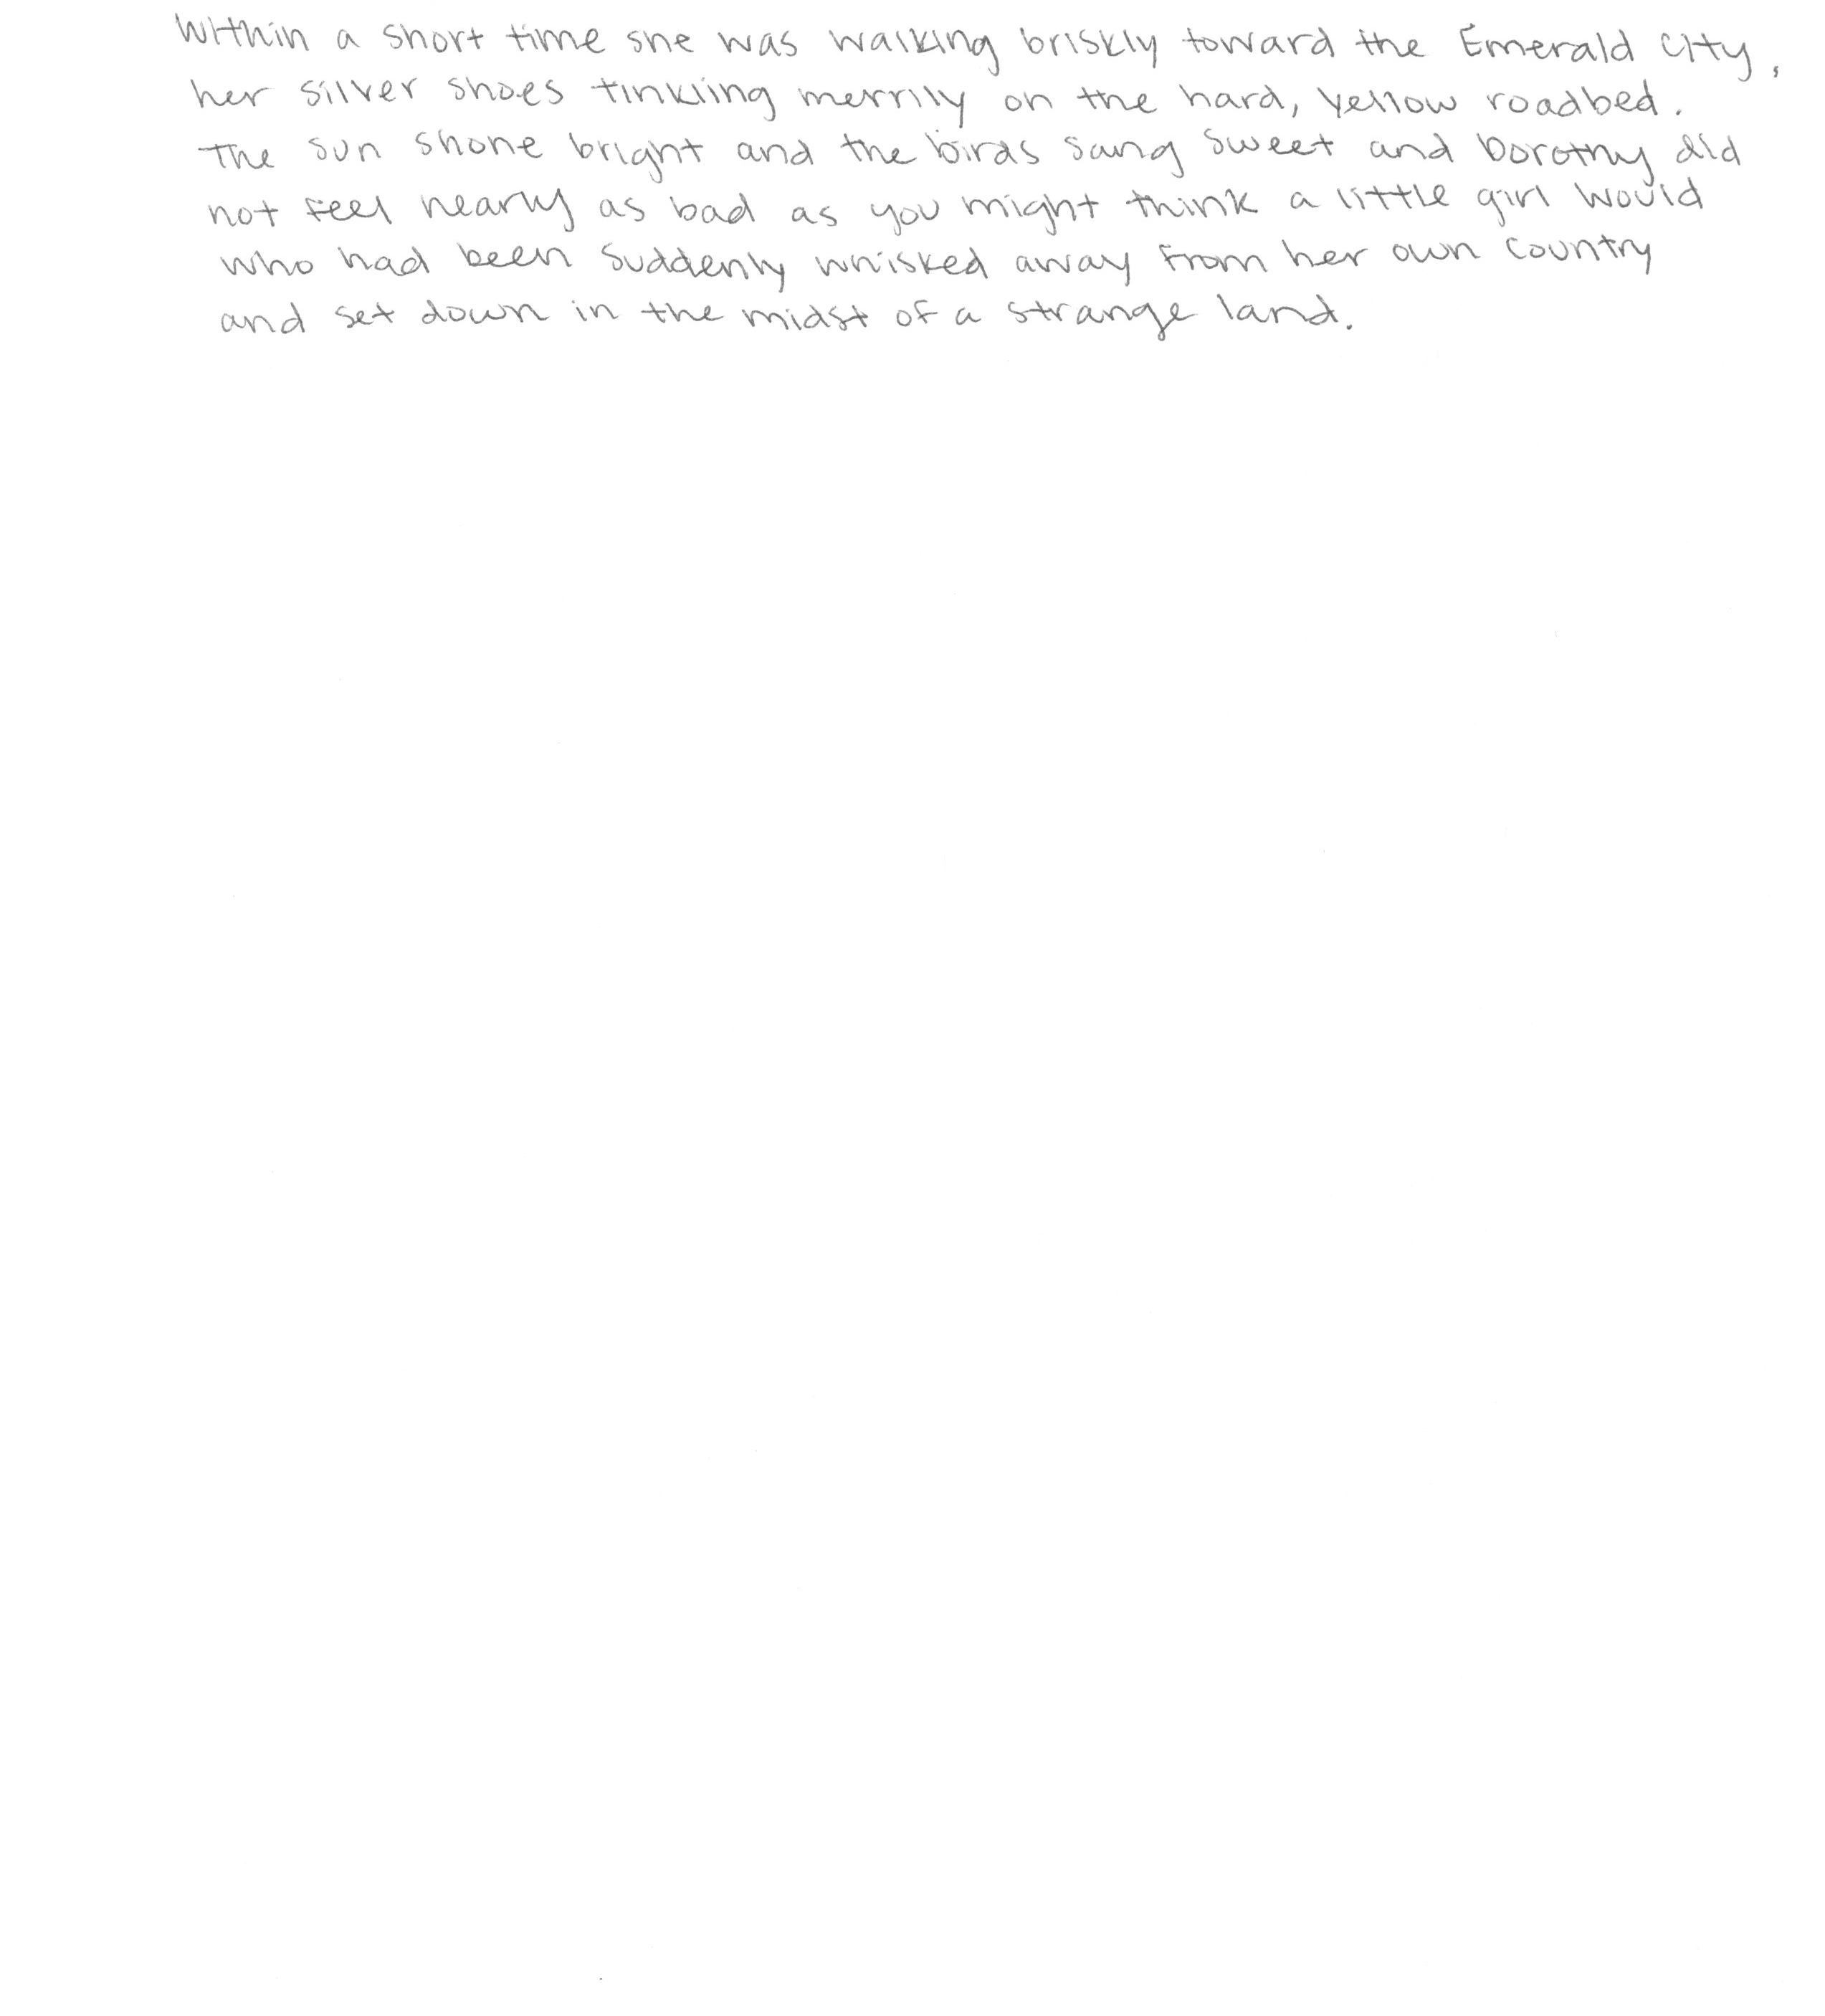 Within a short time she was walking briskly toward the Emerald City,
her silver shoes tinkling merrily on the hard, yellow roadbed.
The sun shone bright and the birds sang sweet and Dorothy did
not feel nearly as bad as you might think a little girl would
who had been suddenly whisked away from her own country
and set down in the midst of a strange land.